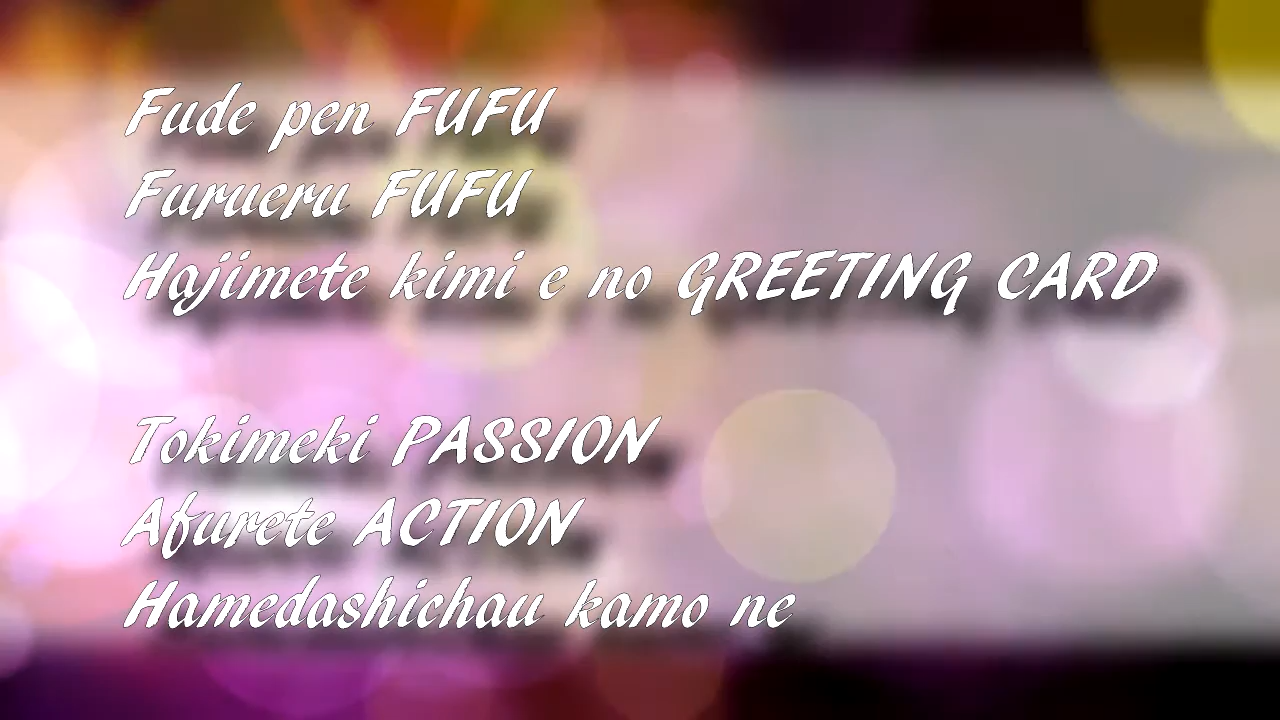 Fude pen FUFU
Furueru FUFU
Hajimete kimi e no GREETING CARD
Tokimeki PASSION
Afurete ACTION
Hamedashichau kamo ne